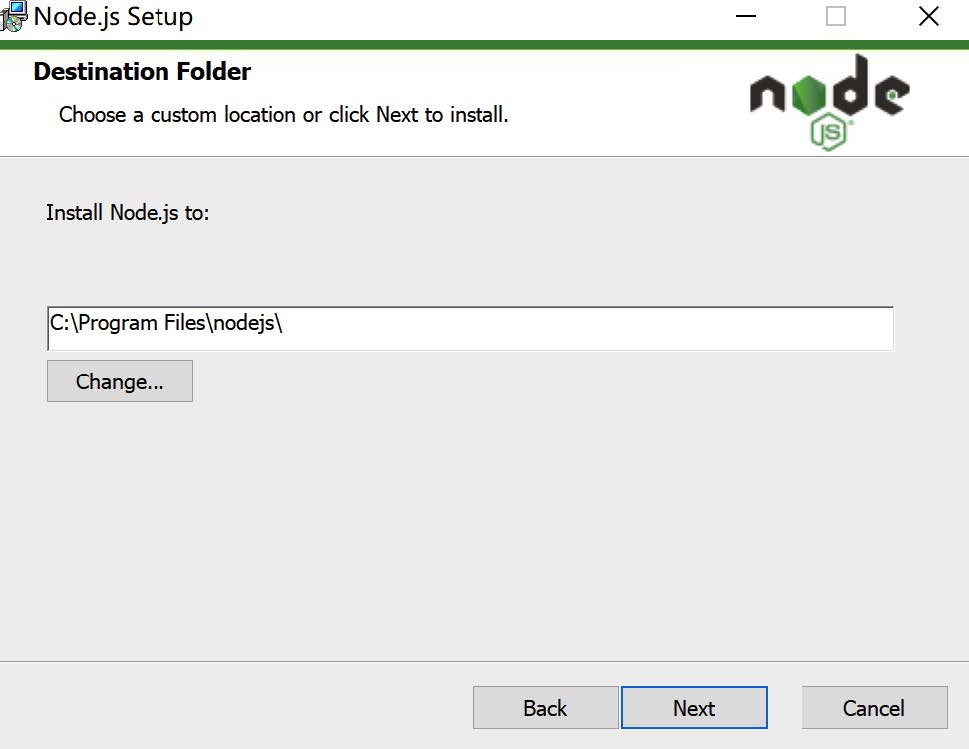 Node.js Setup
Destination Folder
Choose a custom location or click Next to install.
node
JS
Install Node.js to:
C:\Program Files\nodejs\
Change...
Back Next Cancel